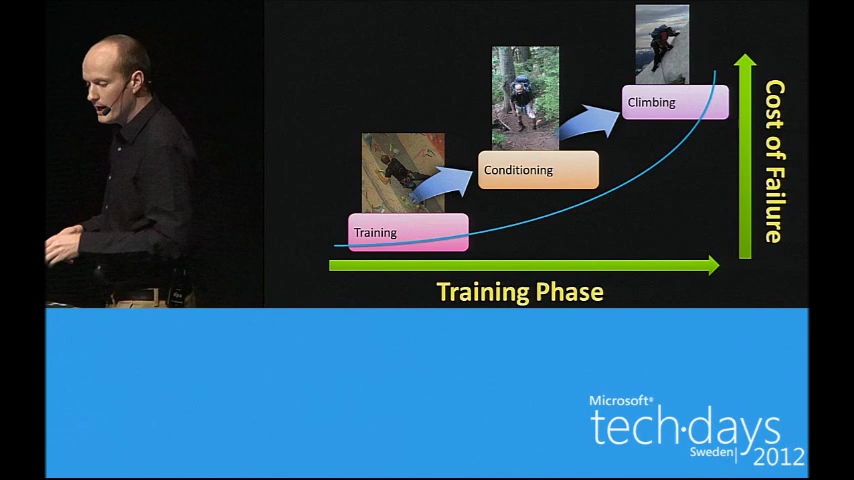 Climbing
Conditioning
Training
Cost of Failure
Training Phase
Microsoft®
tech·days
Sweden|
2012